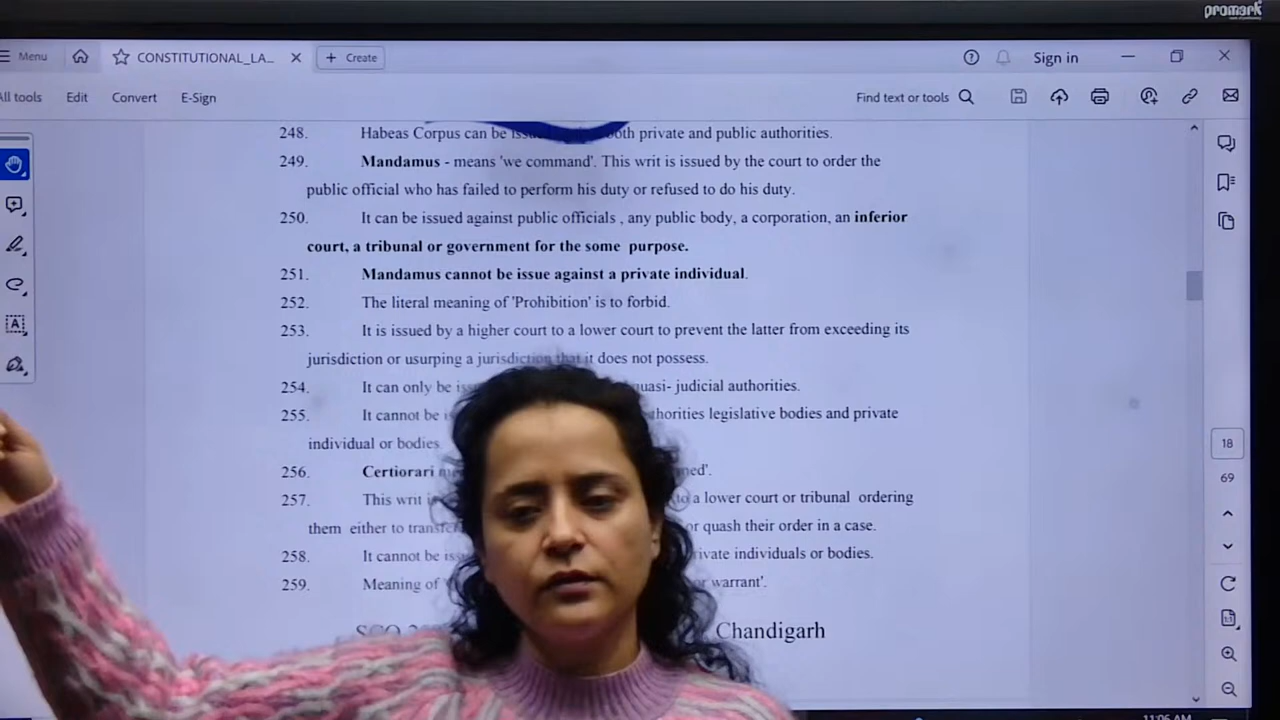 promark
Menu
CONSTITUTIONAL_LA...
Create
Sign in
All tools
Edit
Convert
E-Sign
Find text or tools
248. Habeas Corpus can be both private and public authorities.
249. Mandamus - means 'we command'. This writ is issued by the court to order the
public official who has failed to perform his duty or refused to do his duty.
250. It can be issued against public officials , any public body, a corporation, an inferior
court, a tribunal or government for the some purpose.
251. Mandamus cannot be issue against a private individual.
252. The literal meaning of 'Prohibition' is to forbid.
253. It is issued by a higher court to a lower court to prevent the latter from exceeding its
jurisdiction or usurping a jurisdiction that it does not possess.
254. It can only be quasi- judicial authorities.
255. It cannot be legislative bodies and private
individual or bodies
256. Certiorari
257. This writ to a lower court or tribunal ordering
them either to or quash their order in a case.
258. It cannot be private individuals or bodies.
259. Meaning of or warrant'.
SCO Chandigarh
18
69
11:06 AM